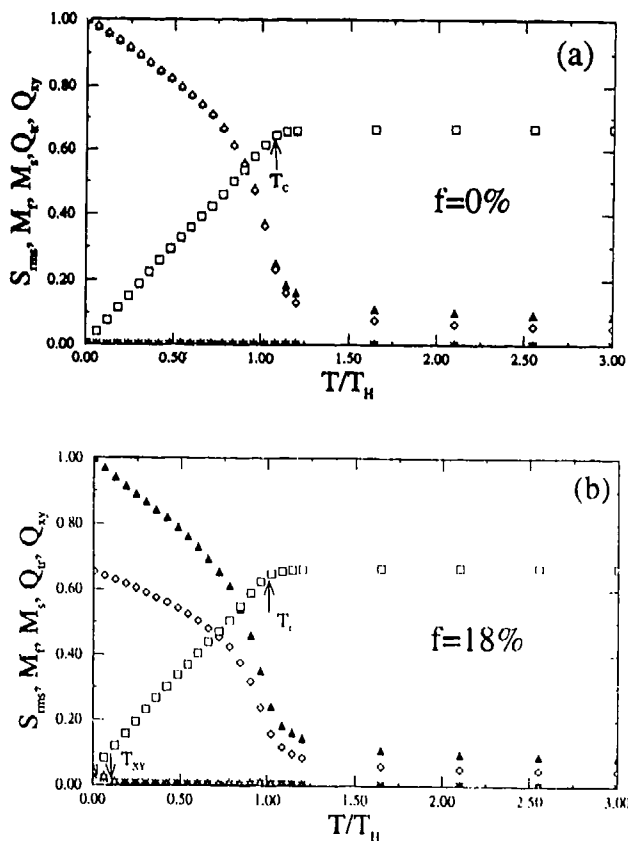 (a)
S_rms, M_f, M_s, Q_tr, Q_xy
1.00
0.80
0.60
0.40
0.20
0.00
T_c
f=0%
0.00 0.50 1.00 1.50 2.00 2.50 3.00
T/T_H
(b)
S_rms, M_f, M_s, Q_tr, Q_xy
1.00
0.80
0.60
0.40
0.20
0.00
T_XY
f=18%
0.00 0.50 1.00 1.50 2.00 2.50 3.00
T/T_H